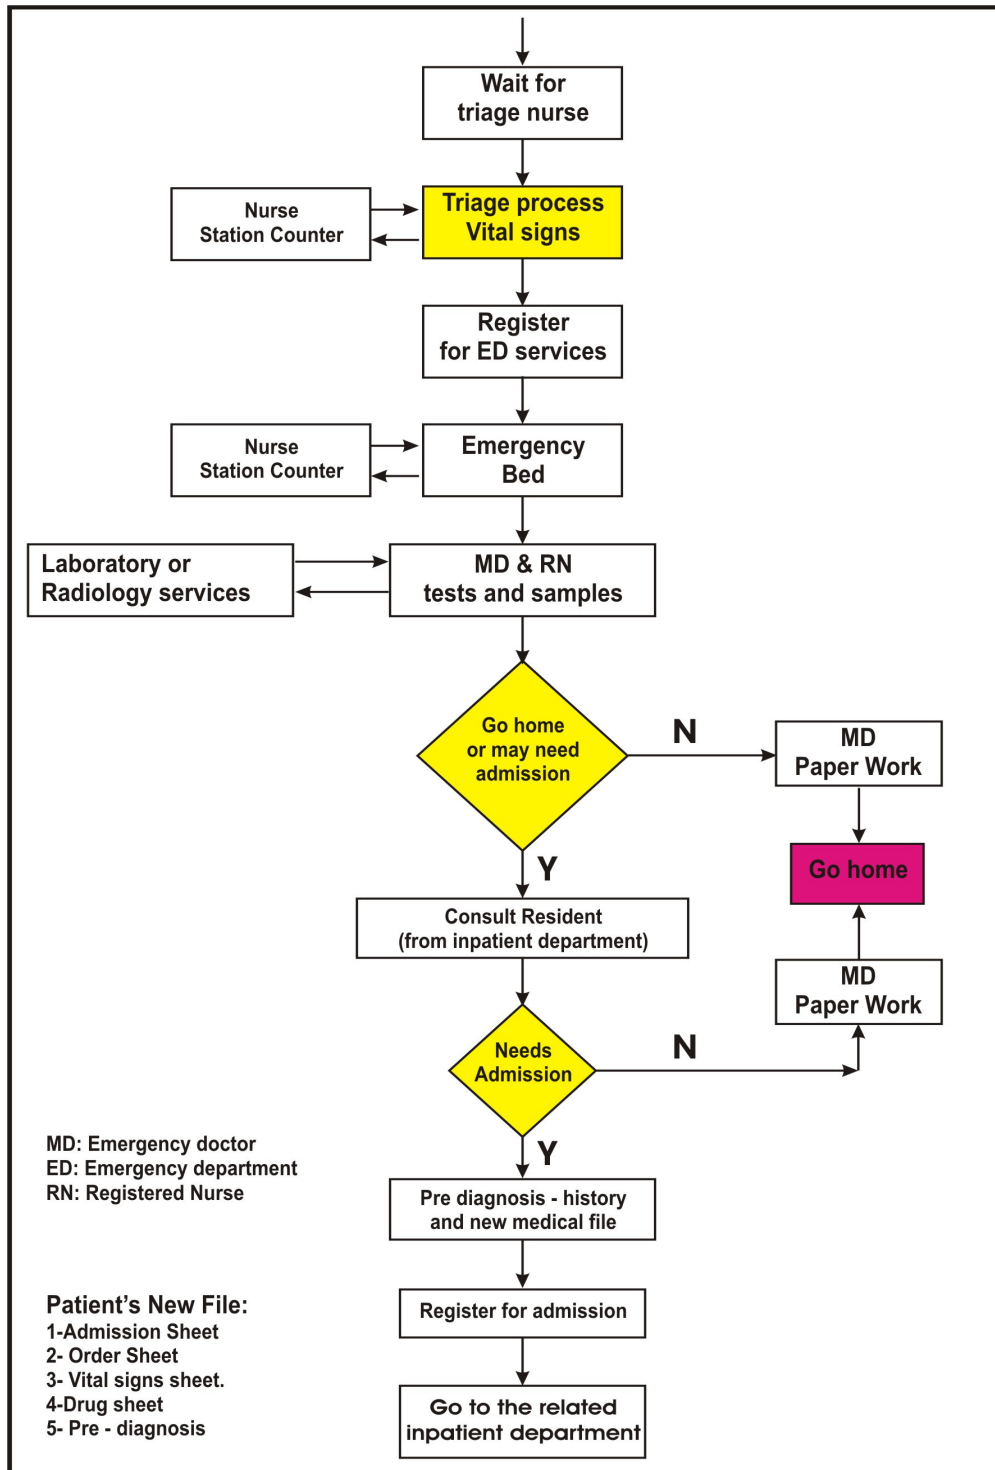 Wait for
triage nurse
Nurse
Station Counter
Triage process
Vital signs
Register
for ED services
Nurse
Station Counter
Emergency
Bed
Laboratory or
Radiology services
MD & RN
tests and samples
Go home
or may need
admission
N
MD
Paper Work
Go home
Y
Consult Resident
(from inpatient department)
MD
Paper Work
Needs
Admission
N
Y
MD: Emergency doctor
ED: Emergency department
RN: Registered Nurse
Pre diagnosis - history
and new medical file
Register for admission
Patient's New File:
1-Admission Sheet
2- Order Sheet
3- Vital signs sheet.
4-Drug sheet
5- Pre - diagnosis
Go to the related
inpatient department